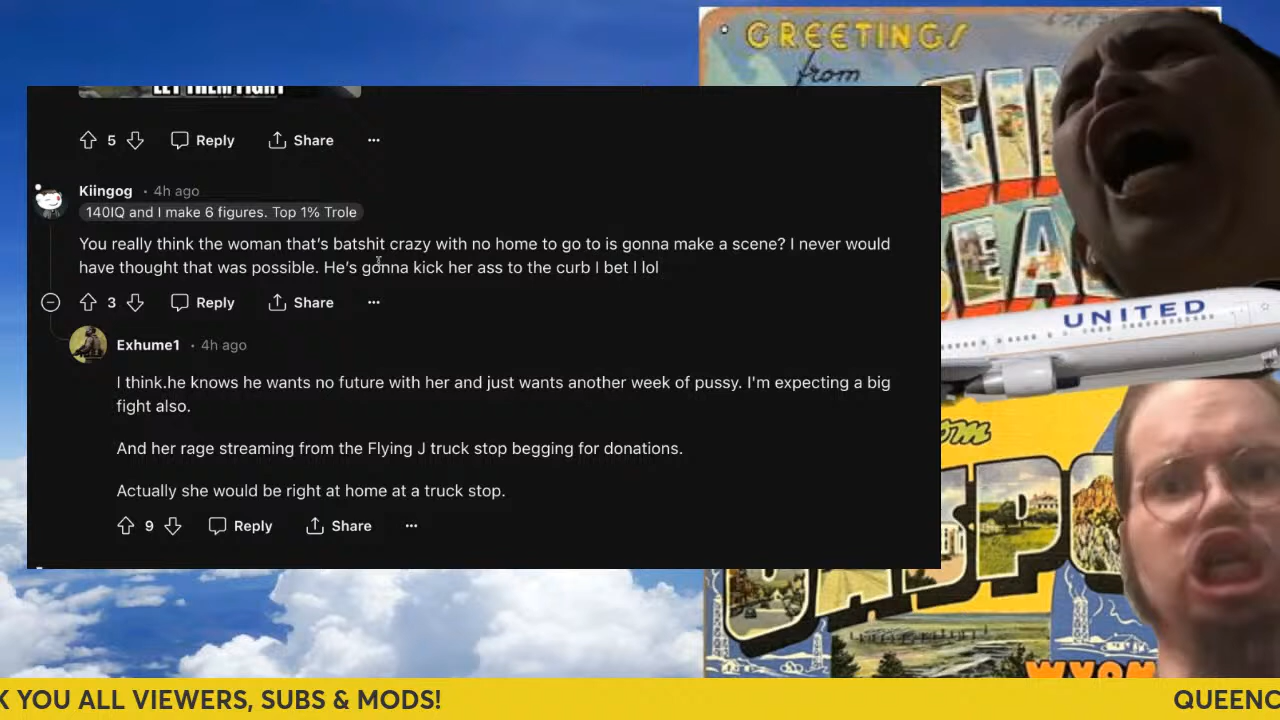 GREETINGS
from
LET THEM FIGHT
5 Reply Share
Kiingog • 4h ago
140IQ and I make 6 figures. Top 1% Trole
You really think the woman that's batshit crazy with no home to go to is gonna make a scene? I never would
have thought that was possible. He's gonna kick her ass to the curb I bet I lol
3 Reply Share
UNITED
Exhume1 • 4h ago
I think.he knows he wants no future with her and just wants another week of pussy. I'm expecting a big
fight also.
And her rage streaming from the Flying J truck stop begging for donations.
Actually she would be right at home at a truck stop.
9 Reply Share
K YOU ALL VIEWERS, SUBS & MODS!
QUEENC